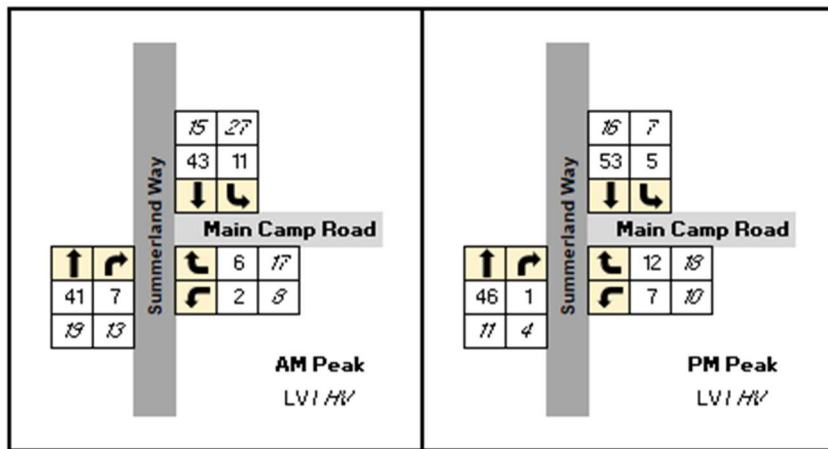 15 27
43 11
Summerland Way
Main Camp Road
6 17
41 7
2 8
19 13
AM Peak
LV / HV
16 7
53 5
Summerland Way
Main Camp Road
12 18
46 1
7 10
11 4
PM Peak
LV / HV